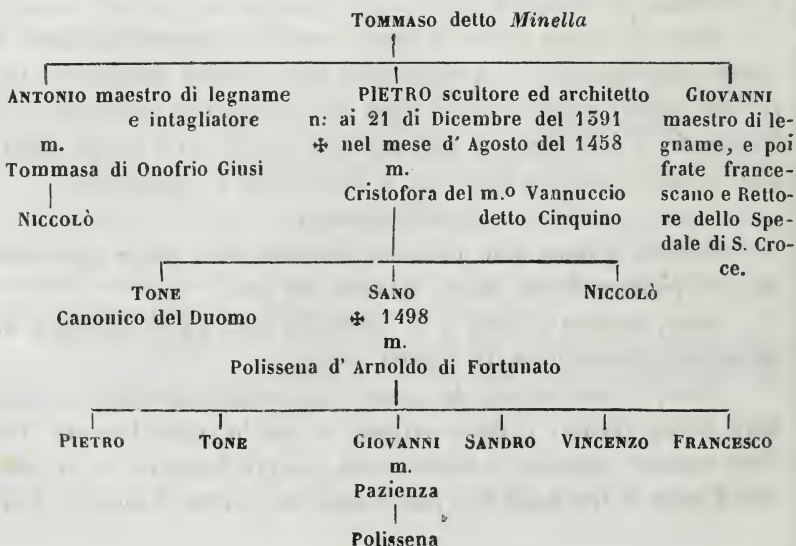 TOMMASO detto Minella
ANTONIO maestro di legname
e intagliatore
m.
Tommasa di Onofrio Giusi
NICCOLÒ
PIETRO scultore ed architetto
n: ai 21 di Dicembre del 1391
✠ nel mese d' Agosto del 1458
m.
Cristofora del m.o Vannuccio
detto Cinquino
GIOVANNI
maestro di le-
gname, e poi
frate france-
scano e Retto-
re dello Spe-
dale di S. Cro-
ce.
TONE
Canonico del Duomo
SANO
✠ 1498
m.
Polissena d' Arnoldo di Fortunato
NICCOLÒ
PIETRO TONE GIOVANNI SANDRO VINCENZO FRANCESCO
m.
Pazienza
Polissena